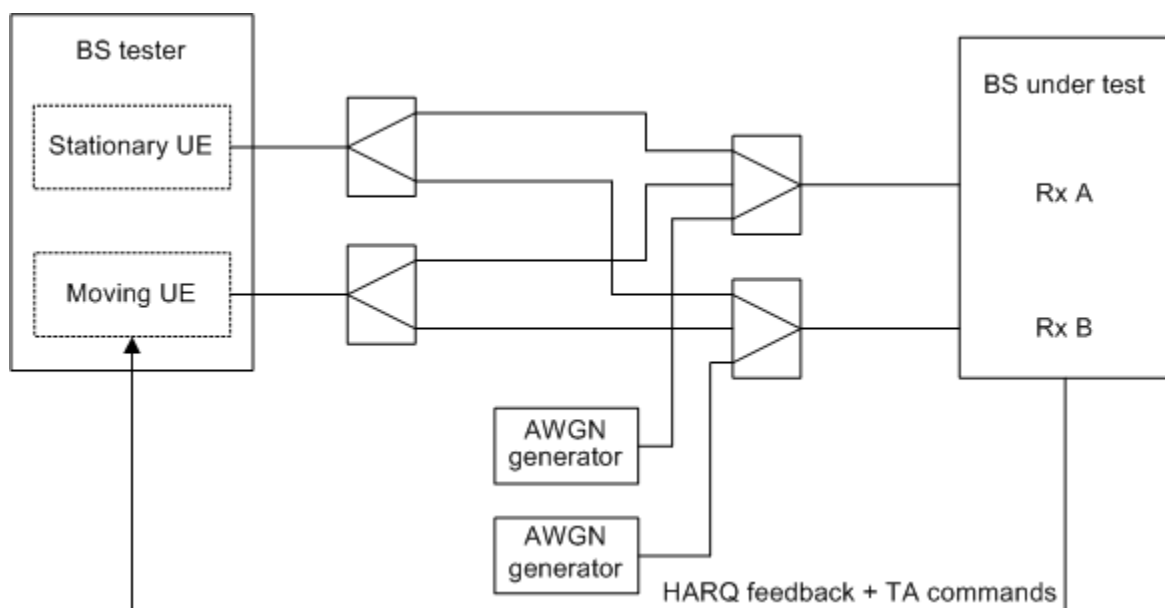 BS tester
Stationary UE
Moving UE
BS under test
Rx A
Rx B
AWGN
generator
AWGN
generator
HARQ feedback + TA commands